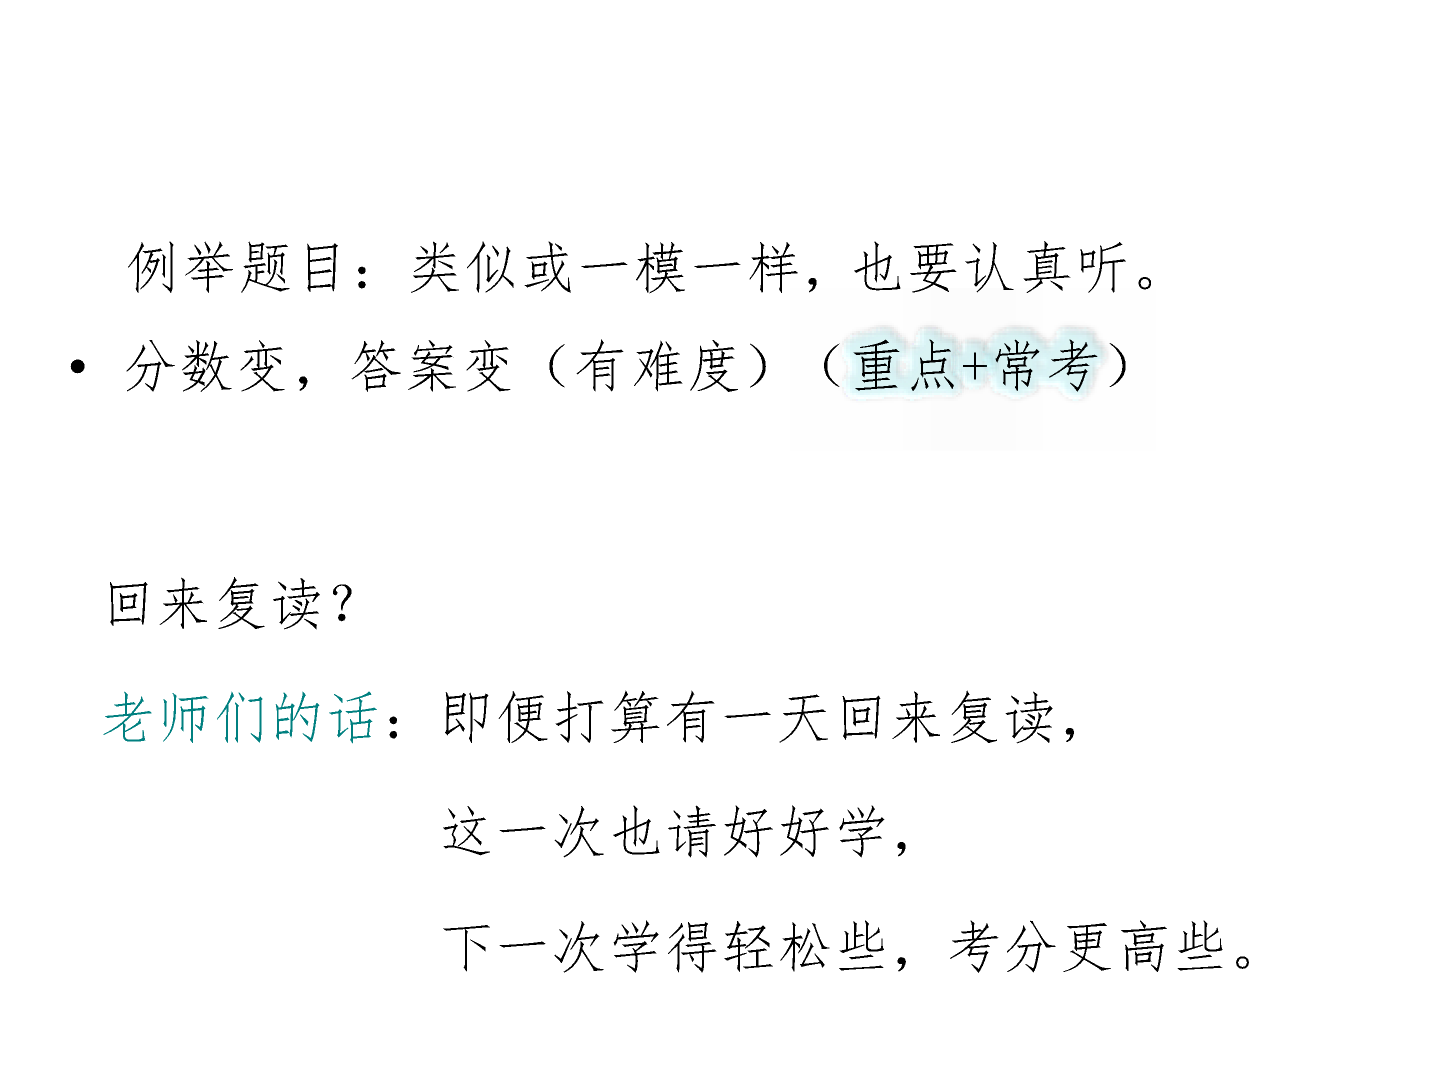 例举题目：类似或一模一样，也要认真听。
• 分数变，答案变（有难度）（重点+常考）
回来复读？
老师们的话：即便打算有一天回来复读，
这一次也请好好学，
下一次学得轻松些，考分更高些。